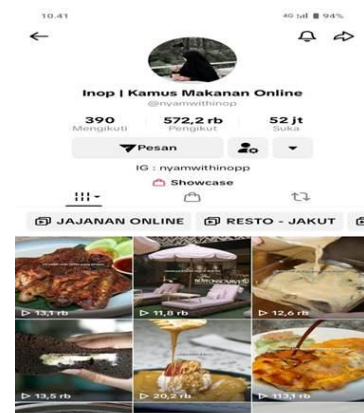 10.41
4G 94%
Inop | Kamus Makanan Online
@nyamwithinop
390 572,2 rb 52 jt
Mengikuti Pengikut Suka
Pesan
IG : nyamwithinopp
Showcase
JAJANAN ONLINE RESTO - JAKUT
13,1 rb 11,8 rb 12,6 rb
13,5 rb 20,2 rb 113,1 rb